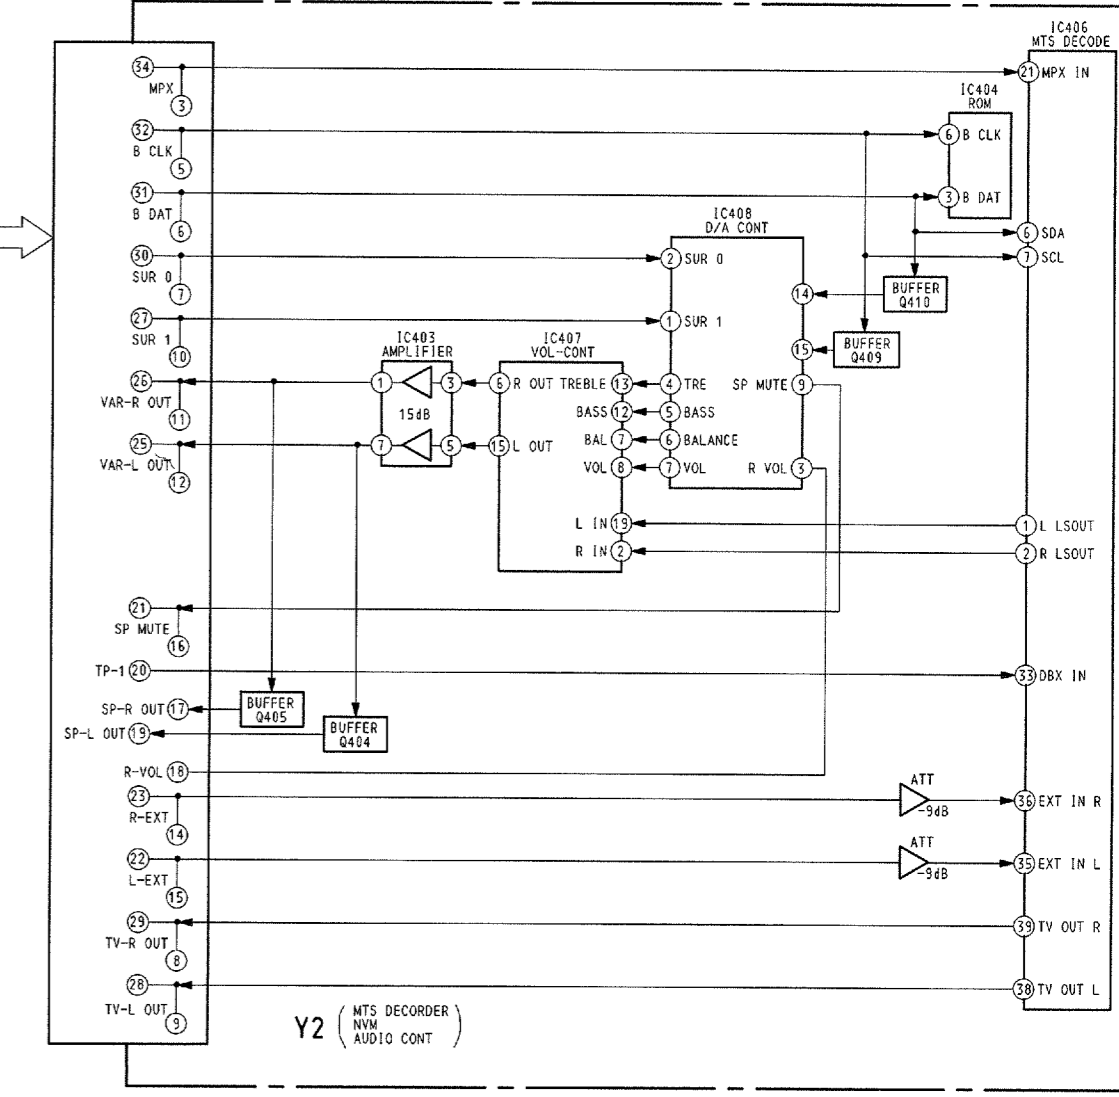 IC406
MTS DECODE
34
MPX
3
21 MPX IN
IC404
ROM
32
B CLK
5
6 B CLK
31
B DAT
6
3 B DAT
IC408
D/A CONT
6 SDA
7 SCL
30
SUR 0
7
2 SUR 0
14
BUFFER
Q410
27
SUR 1
10
1 SUR 1
15
BUFFER
Q409
IC403
AMPLIFIER
IC407
VOL-CONT
26
VAR-R OUT
11
1
3
15dB
6 R OUT
TREBLE 13
4 TRE
SP MUTE 9
BASS 12
5 BASS
25
VAR-L OUT
12
7
5
15 L OUT
BAL 7
6 BALANCE
VOL 8
7 VOL
R VOL 3
L IN 19
1 L LSOUT
R IN 2
2 R LSOUT
21
SP MUTE
16
TP-1 20
33 DBX IN
SP-R OUT 17
BUFFER
Q405
SP-L OUT 19
BUFFER
Q404
R-VOL 18
23
R-EXT
14
ATT
-9dB
36 EXT IN R
22
L-EXT
15
ATT
-9dB
35 EXT IN L
29
TV-R OUT
8
39 TV OUT R
28
TV-L OUT
9
38 TV OUT L
Y2
MTS DECORDER
NVM
AUDIO CONT